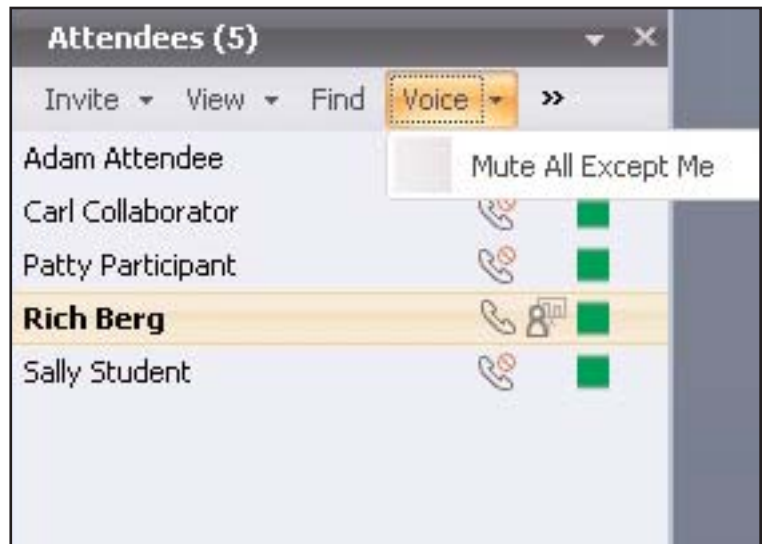 Attendees (5)
Invite View Find Voice »
Adam Attendee
Mute All Except Me
Carl Collaborator
Patty Participant
Rich Berg
Sally Student